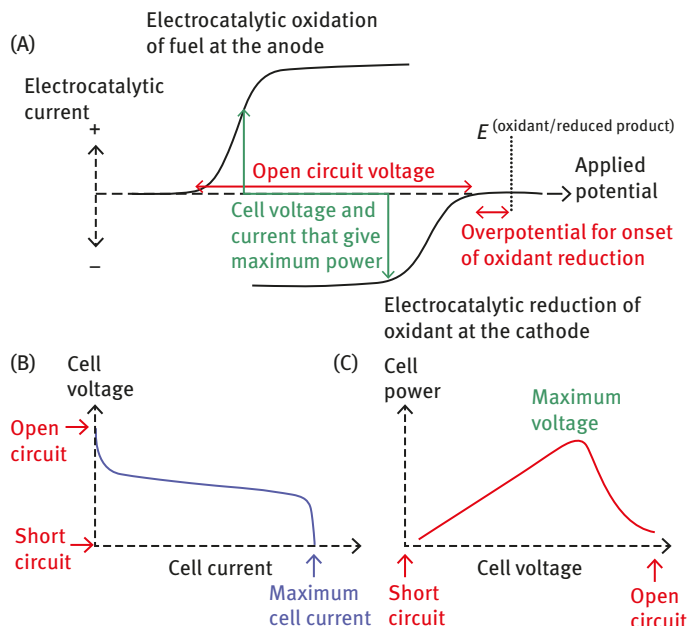 (A)
Electrocatalytic oxidation
of fuel at the anode
Electrocatalytic
current
+
−
E (oxidant/reduced product)
Applied
potential
Open circuit voltage
Cell voltage and
current that give
maximum power
Overpotential for onset
of oxidant reduction
Electrocatalytic reduction of
oxidant at the cathode
(B)
Cell
voltage
Open
circuit
Short
circuit
Cell current
Maximum
cell current
(C)
Cell
power
Maximum
voltage
Cell voltage
Short
circuit
Open
circuit